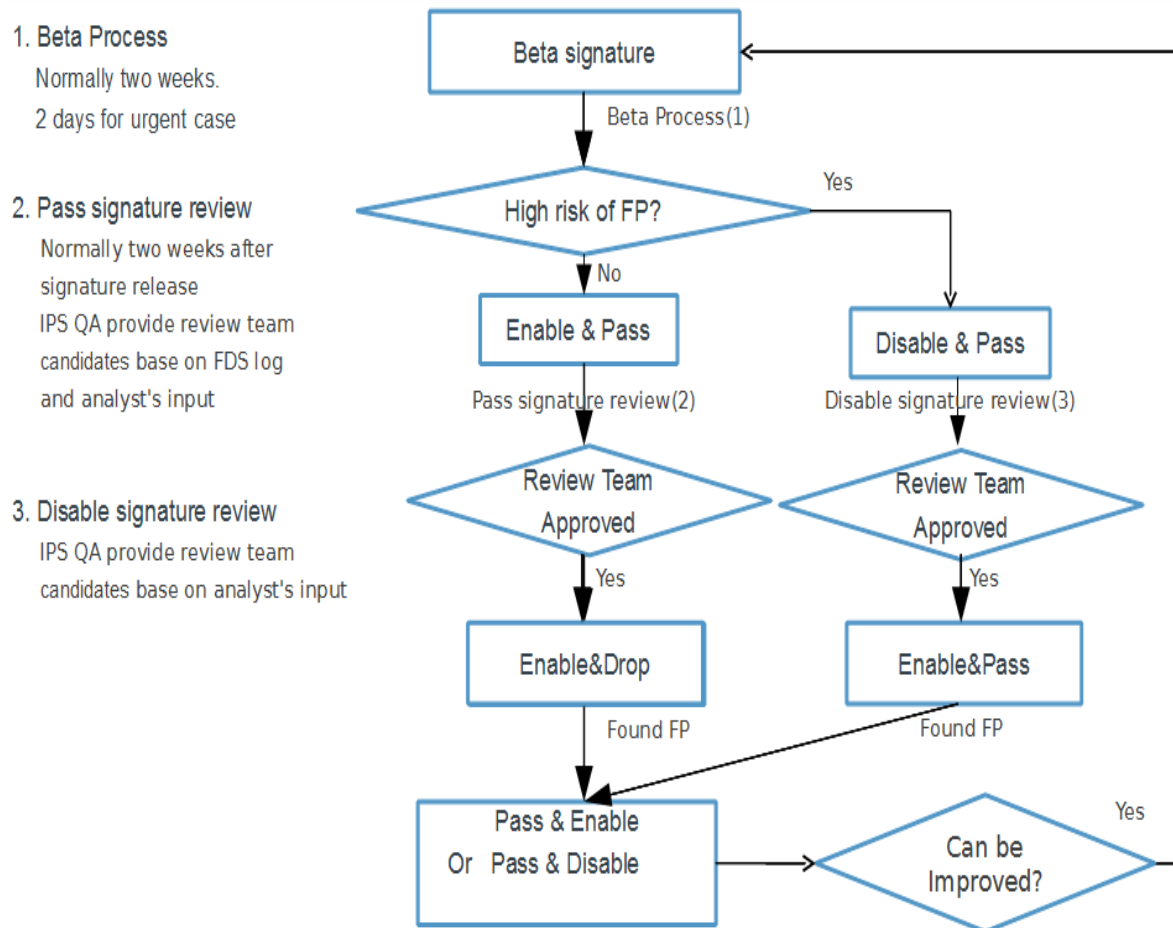 1. Beta Process
Normally two weeks.
2 days for urgent case
2. Pass signature review
Normally two weeks after
signature release
IPS QA provide review team
candidates base on FDS log
and analyst's input
3. Disable signature review
IPS QA provide review team
candidates base on analyst's input
Beta signature
Beta Process(1)
High risk of FP?
Yes
No
Enable & Pass
Disable & Pass
Pass signature review(2)
Disable signature review(3)
Review Team
Approved
Review Team
Approved
Yes
Yes
Enable&Drop
Enable&Pass
Found FP
Found FP
Pass & Enable
Or Pass & Disable
Can be
Improved?
Yes